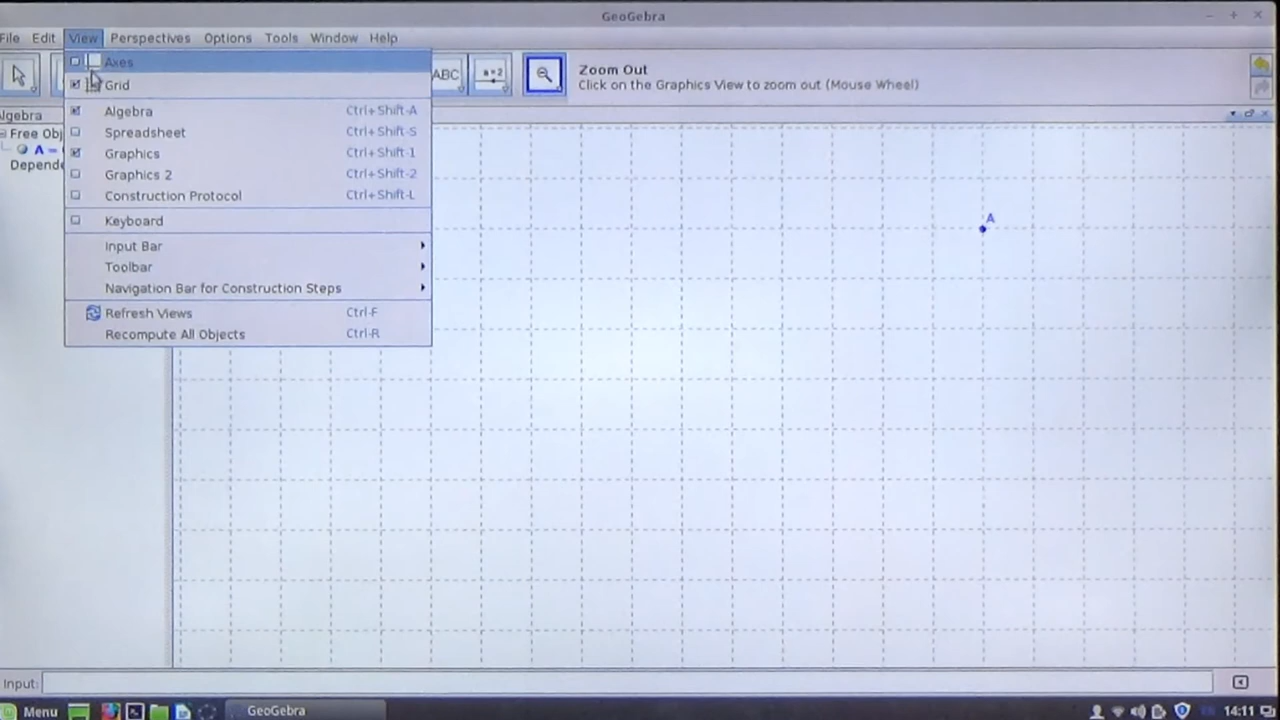 GeoGebra
File Edit View Perspectives Options Tools Window Help
ABC a=2 Zoom Out
Click on the Graphics View to zoom out (Mouse Wheel)
Axes
Grid
Algebra Ctrl+Shift-A
Spreadsheet Ctrl+Shift-S
Graphics Ctrl+Shift-1
Graphics 2 Ctrl+Shift-2
Construction Protocol Ctrl+Shift-L
Keyboard
Input Bar
Toolbar
Navigation Bar for Construction Steps
Refresh Views Ctrl-F
Recompute All Objects Ctrl-R
lgebra
Free Obj
A =
Depende
A
Input:
Menu GeoGebra 14:11